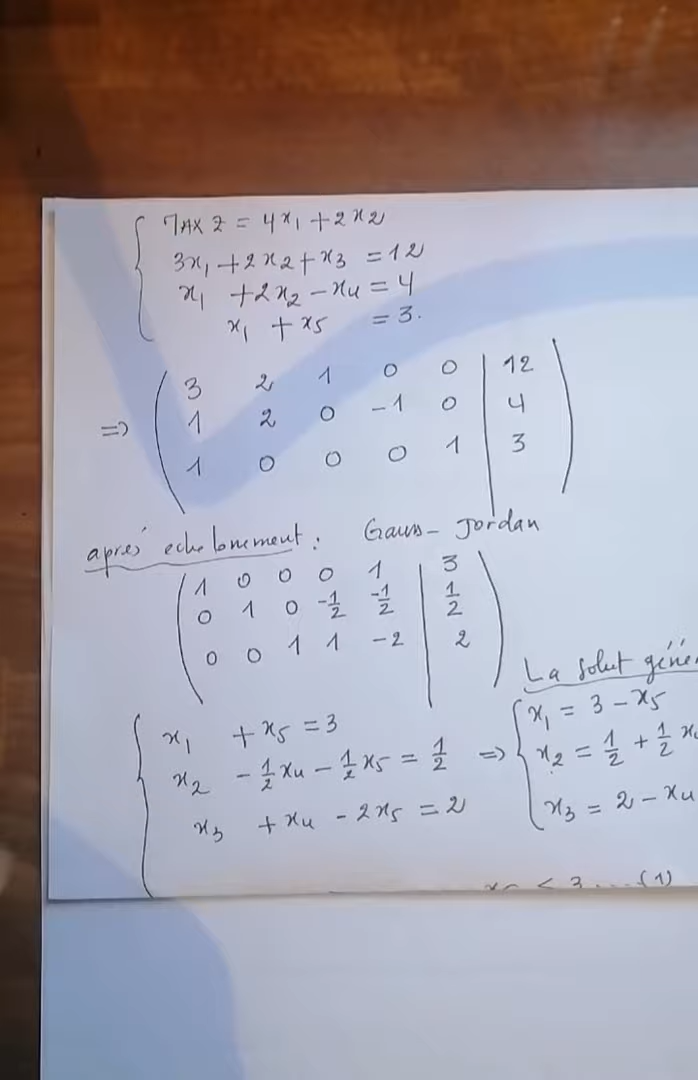 MAX Z = 4x₁ + 2x₂
3x₁ + 2x₂ + x₃ = 12
x₁ + 2x₂ - x₄ = 4
x₁ + x₅ = 3.
3 2 1 0 0 | 12
⇒ 1 2 0 -1 0 | 4
1 0 0 0 1 | 3
après echelonement : Gauss - Jordan
1 0 0 0 1 | 3
0 1 0 -1/2 -1/2 | 1/2
0 0 1 1 -2 | 2
La solut géné
x₁ + x₅ = 3
x₂ - 1/2 x₄ - 1/2 x₅ = 1/2
x₃ + x₄ - 2x₅ = 2
⇒ x₁ = 3 - x₅
x₂ = 1/2 + 1/2 x
x₃ = 2 - x₄
≤ 3 ... (1)